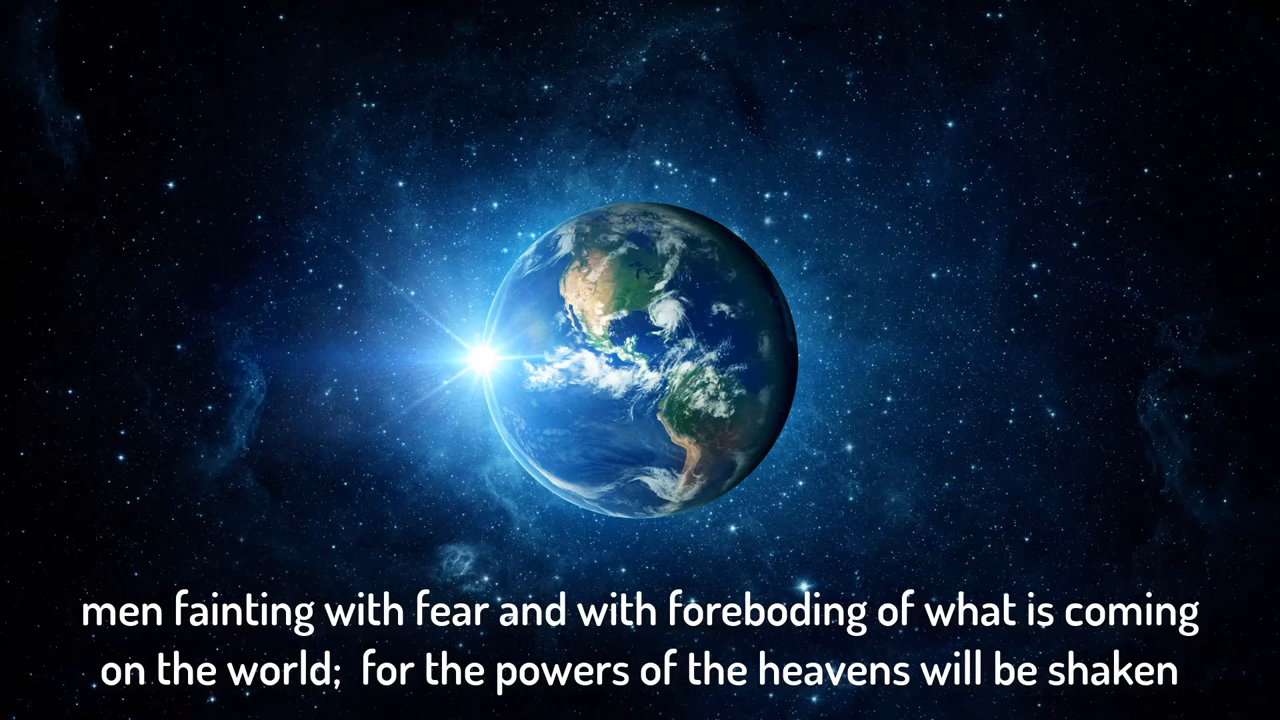 men fainting with fear and with foreboding of what is coming
on the world;  for the powers of the heavens will be shaken